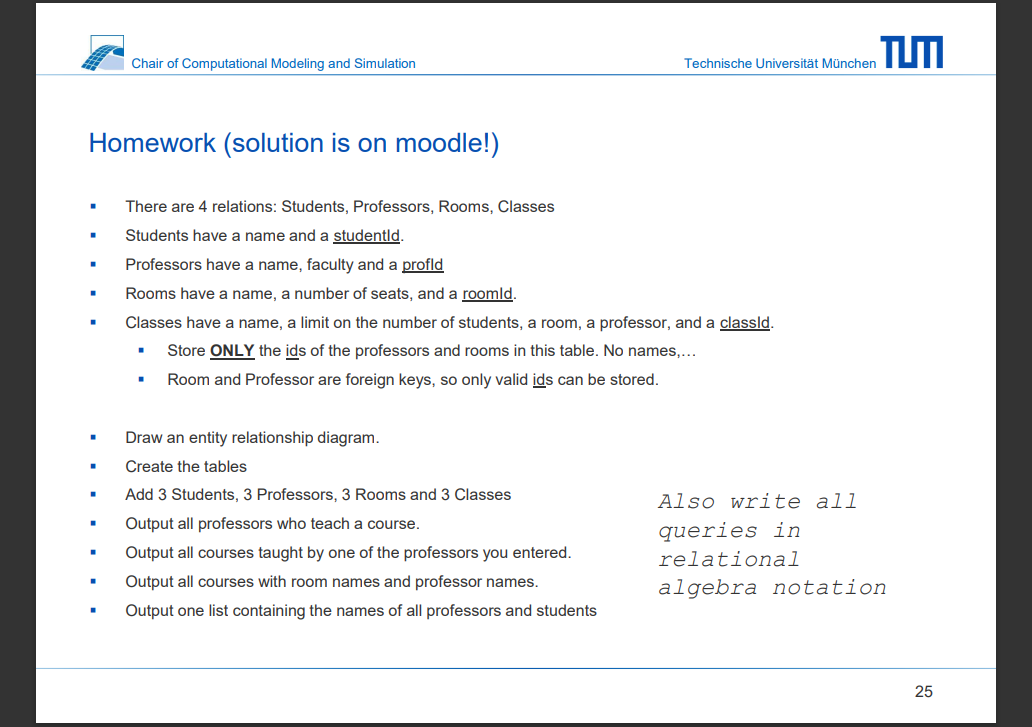 Chair of Computational Modeling and Simulation
Technische Universität München
TUM
Homework (solution is on moodle!)
There are 4 relations: Students, Professors, Rooms, Classes
Students have a name and a studentId.
Professors have a name, faculty and a profId
Rooms have a name, a number of seats, and a roomId.
Classes have a name, a limit on the number of students, a room, a professor, and a classId.
Store ONLY the ids of the professors and rooms in this table. No names,…
Room and Professor are foreign keys, so only valid ids can be stored.
Draw an entity relationship diagram.
Create the tables
Add 3 Students, 3 Professors, 3 Rooms and 3 Classes
Output all professors who teach a course.
Output all courses taught by one of the professors you entered.
Output all courses with room names and professor names.
Output one list containing the names of all professors and students
Also write all
queries in
relational
algebra notation
25